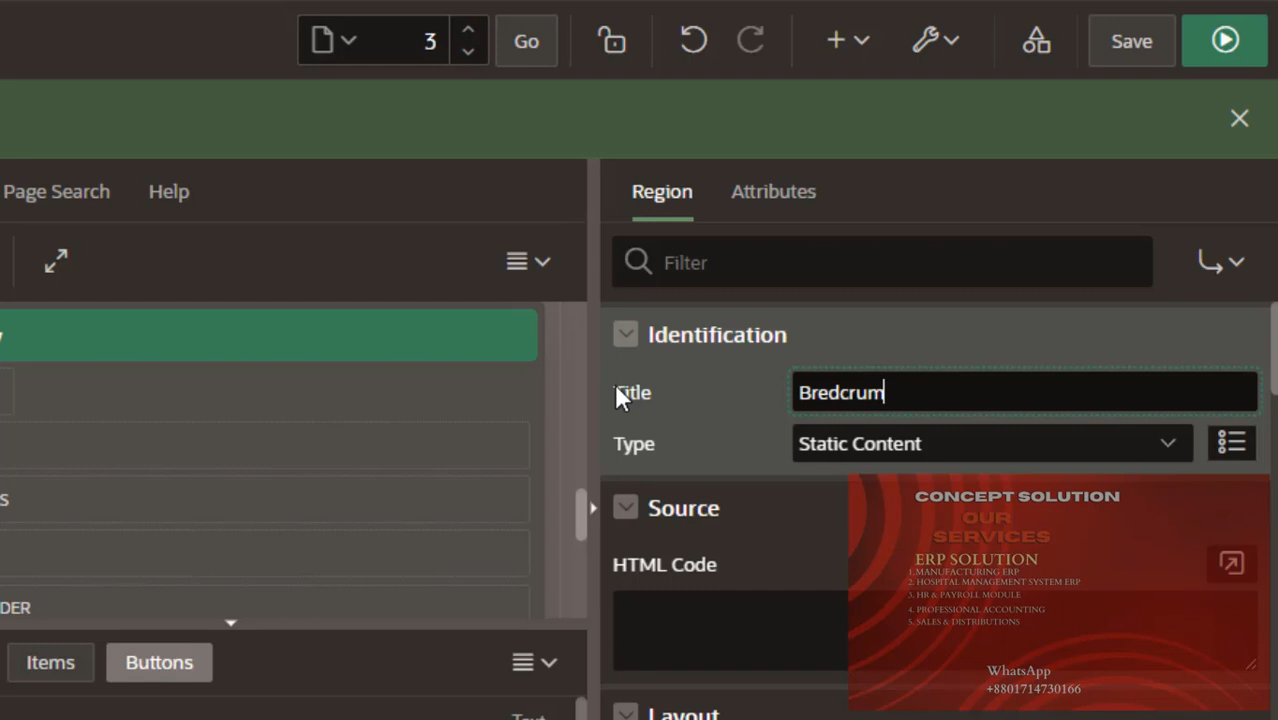 3
Go
Save
Page Search
Help
Region
Attributes
Filter
Identification
Title
Bredcrum
Type
Static Content
Source
HTML Code
CONCEPT SOLUTION
OUR
SERVICES
ERP SOLUTION
1. MANUFACTURING ERP
2. HOSPITAL MANAGEMENT SYSTEM ERP
3. HR & PAYROLL MODULE
4. PROFESSIONAL ACCOUNTING
5. SALES & DISTRIBUTIONS
WhatsApp
+8801714730166
S
DER
Items
Buttons
Layout